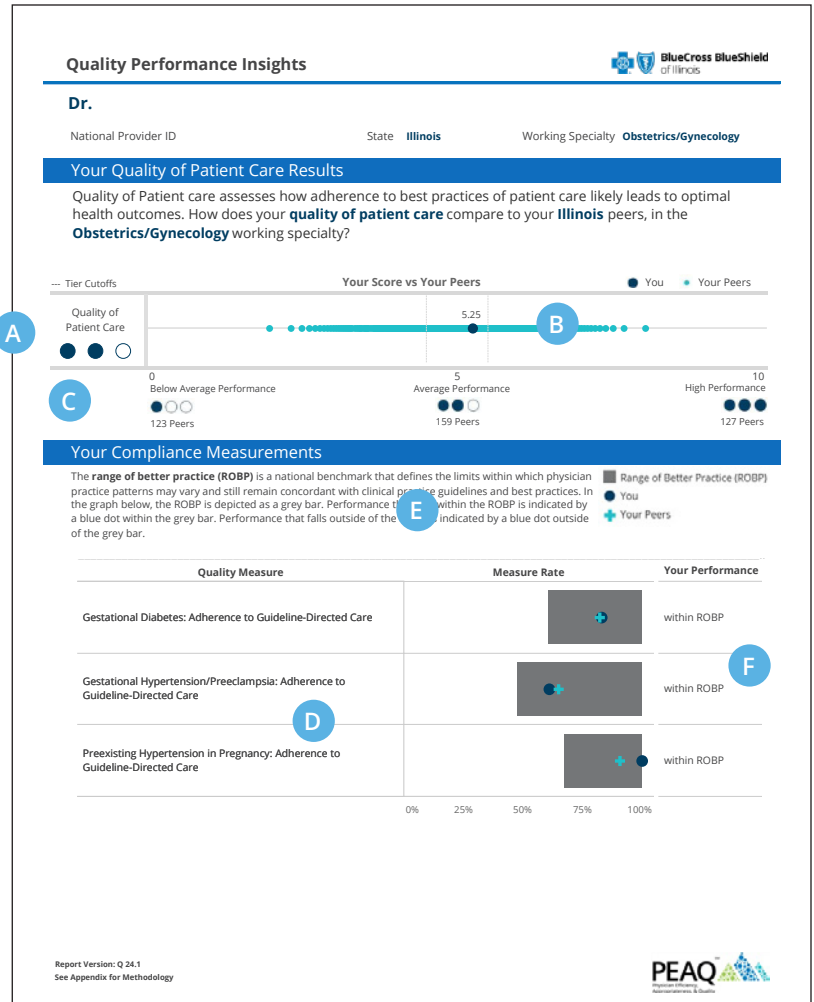 Quality Performance Insights
BlueCross BlueShield
of Illinois
Dr.
National Provider ID
State Illinois
Working Specialty Obstetrics/Gynecology
Your Quality of Patient Care Results
Quality of Patient care assesses how adherence to best practices of patient care likely leads to optimal
health outcomes. How does your quality of patient care compare to your Illinois peers, in the
Obstetrics/Gynecology working specialty?
--- Tier Cutoffs
Your Score vs Your Peers
You
Your Peers
A
Quality of
Patient Care
5.25
B
C
0
5
10
Below Average Performance
Average Performance
High Performance
123 Peers
159 Peers
127 Peers
Your Compliance Measurements
The range of better practice (ROBP) is a national benchmark that defines the limits within which physician
practice patterns may vary and still remain concordant with clinical practice guidelines and best practices. In
the graph below, the ROBP is depicted as a grey bar. Performance within the ROBP is indicated by
a blue dot within the grey bar. Performance that falls outside of the indicated by a blue dot outside
of the grey bar.
E
Range of Better Practice (ROBP)
You
Your Peers
Quality Measure
Measure Rate
Your Performance
Gestational Diabetes: Adherence to Guideline-Directed Care
within ROBP
F
Gestational Hypertension/Preeclampsia: Adherence to
Guideline-Directed Care
within ROBP
D
Preexisting Hypertension in Pregnancy: Adherence to
Guideline-Directed Care
within ROBP
0%
25%
50%
75%
100%
Report Version: Q 24.1
See Appendix for Methodology
PEAQ
Physician Efficiency,
Appropriateness, & Quality